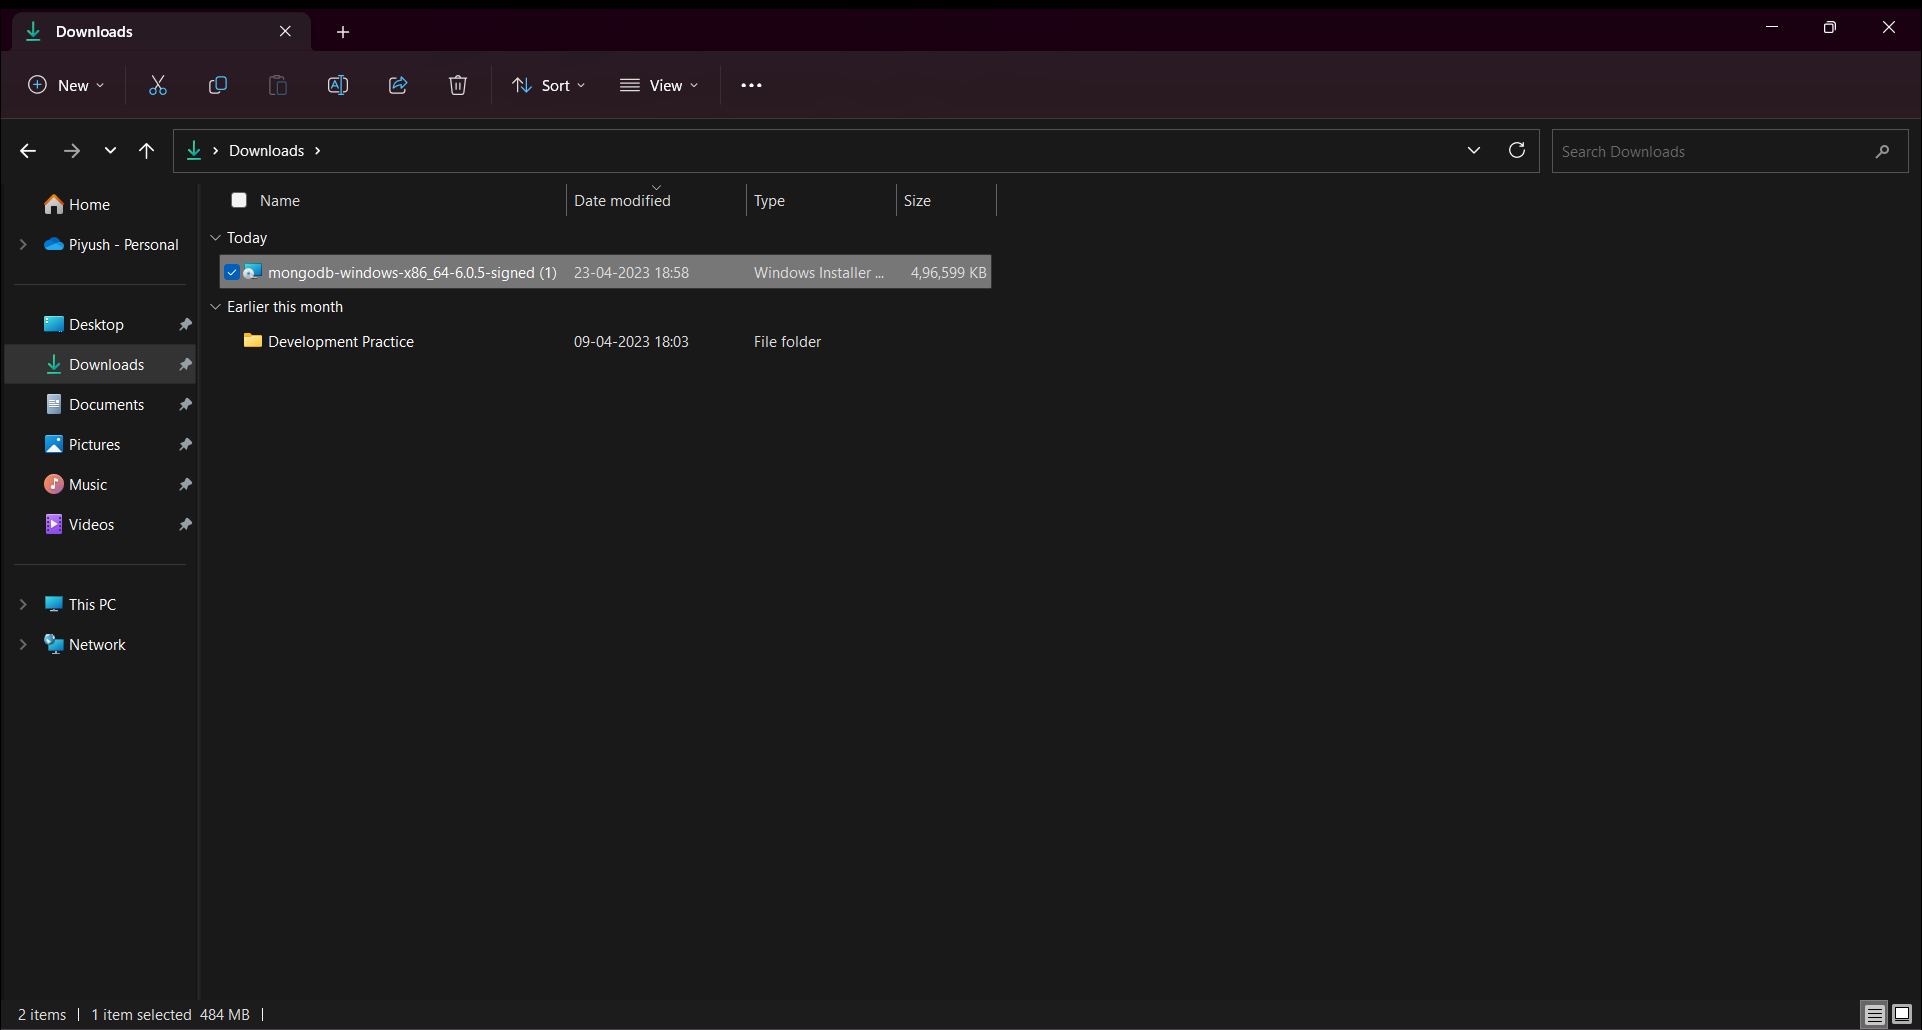 Downloads
New Sort View
Downloads
Search Downloads
Home
Piyush - Personal
Desktop
Downloads
Documents
Pictures
Music
Videos
This PC
Network
Name Date modified Type Size
Today
mongodb-windows-x86_64-6.0.5-signed (1) 23-04-2023 18:58 Windows Installer ... 4,96,599 KB
Earlier this month
Development Practice 09-04-2023 18:03 File folder
2 items 1 item selected 484 MB